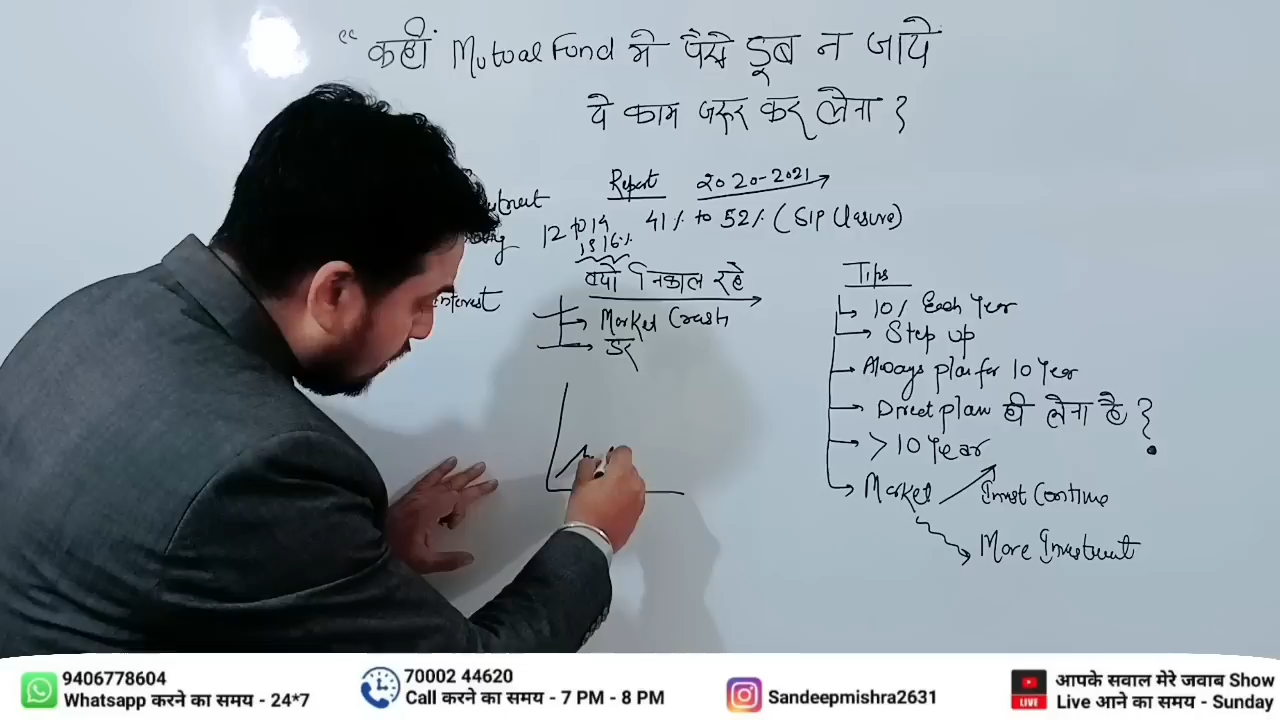 “ कहीं Mutual Fund मे पैसे डूब न जाये
ये काम जरूर कर लेना ?
Report 2020-2021
12 to 14 41% to 52% (SIP Closure)
15 16%
क्यों निकाल रहे
Market Crash
डर
Tips
10% Each Year
Step up
Always plan for 10 Year
Direct plan ही लेना है ?
> 10 Year
Market Invest Continue
More Investment
9406778604
Whatsapp करने का समय - 24*7
70002 44620
Call करने का समय - 7 PM - 8 PM
Sandeepmishra2631
LIVE
आपके सवाल मेरे जवाब Show
Live आने का समय - Sunday